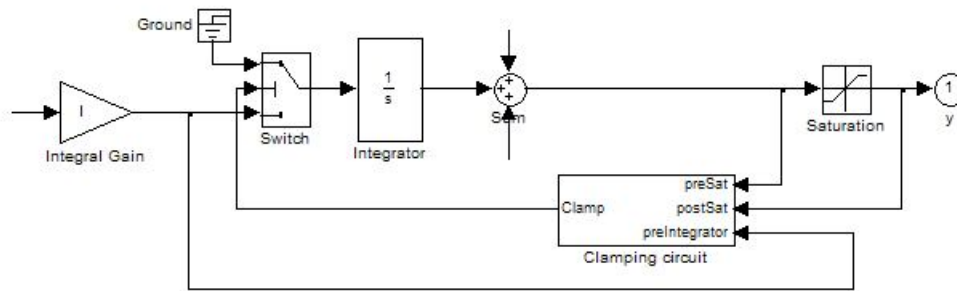 Ground
I
Integral Gain
Switch
1
s
Integrator
+
+
+
Sum
Saturation
1
y
preSat
Clamp
postSat
preIntegrator
Clamping circuit